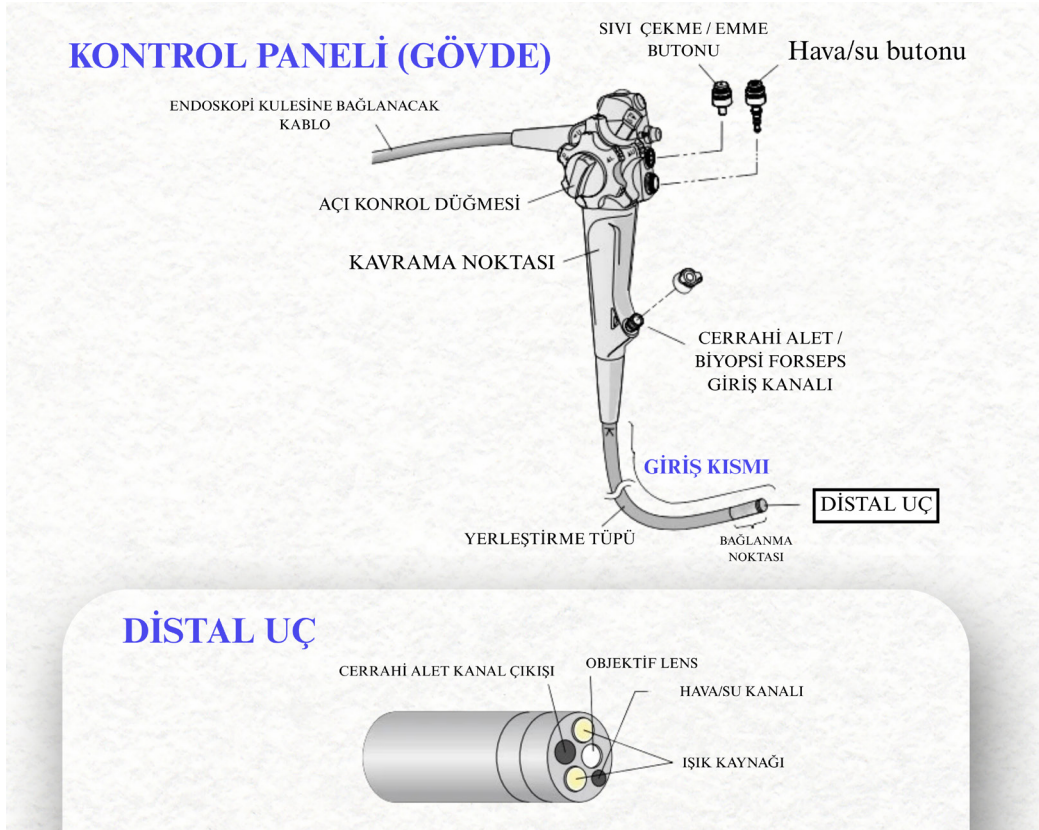 KONTROL PANELİ (GÖVDE)
SIVI ÇEKME / EMME
BUTONU
Hava/su butonu
ENDOSKOPİ KULESİNE BAĞLANACAK
KABLO
AÇI KONROL DÜĞMESİ
KAVRAMA NOKTASI
CERRAHİ ALET /
BİYOPSİ FORSEPS
GİRİŞ KANALI
GİRİŞ KISMI
DİSTAL UÇ
YERLEŞTİRME TÜPÜ
BAĞLANMA
NOKTASI
DİSTAL UÇ
CERRAHİ ALET KANAL ÇIKIŞI
OBJEKTİF LENS
HAVA/SU KANALI
IŞIK KAYNAĞI